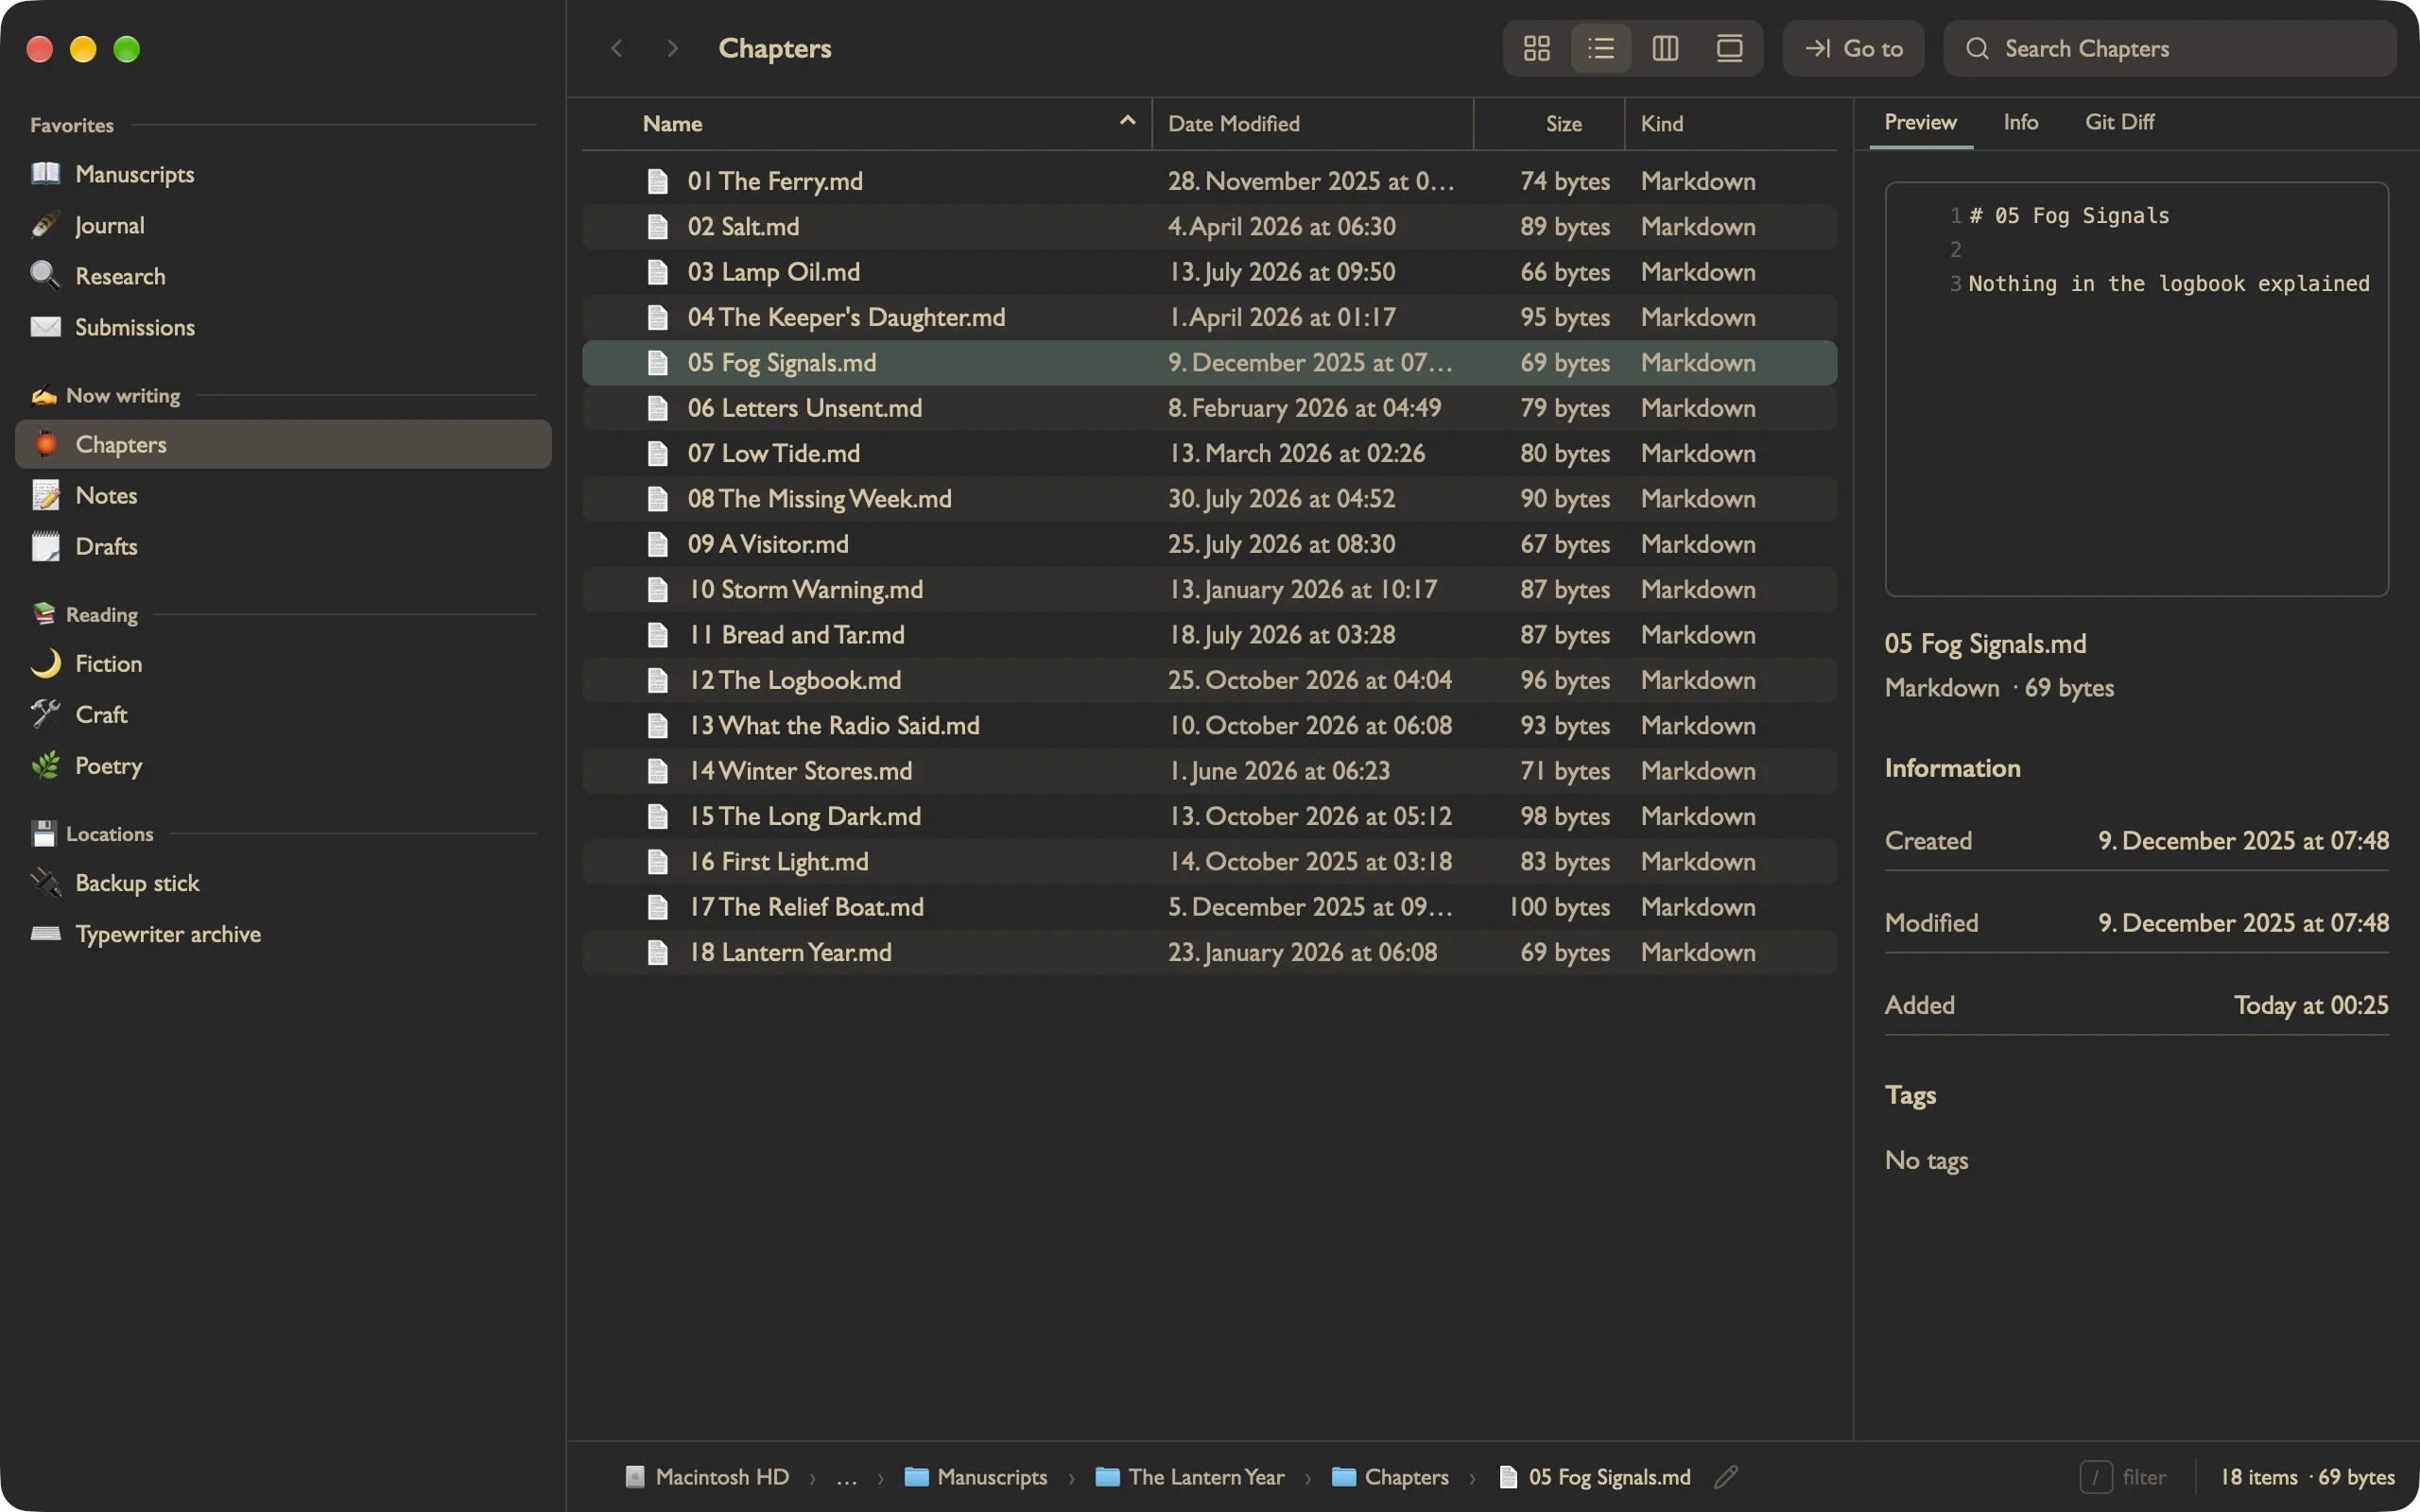 Favorites
Manuscripts
Journal
Research
Submissions
Now writing
Chapters
Notes
Drafts
Reading
Fiction
Craft
Poetry
Locations
Backup stick
Typewriter archive
Chapters
Go to
Search Chapters
Name Date Modified Size Kind
01 The Ferry.md 28. November 2025 at 0… 74 bytes Markdown
02 Salt.md 4. April 2026 at 06:30 89 bytes Markdown
03 Lamp Oil.md 13. July 2026 at 09:50 66 bytes Markdown
04 The Keeper's Daughter.md 1. April 2026 at 01:17 95 bytes Markdown
05 Fog Signals.md 9. December 2025 at 07… 69 bytes Markdown
06 Letters Unsent.md 8. February 2026 at 04:49 79 bytes Markdown
07 Low Tide.md 13. March 2026 at 02:26 80 bytes Markdown
08 The Missing Week.md 30. July 2026 at 04:52 90 bytes Markdown
09 A Visitor.md 25. July 2026 at 08:30 67 bytes Markdown
10 Storm Warning.md 13. January 2026 at 10:17 87 bytes Markdown
11 Bread and Tar.md 18. July 2026 at 03:28 87 bytes Markdown
12 The Logbook.md 25. October 2026 at 04:04 96 bytes Markdown
13 What the Radio Said.md 10. October 2026 at 06:08 93 bytes Markdown
14 Winter Stores.md 1. June 2026 at 06:23 71 bytes Markdown
15 The Long Dark.md 13. October 2026 at 05:12 98 bytes Markdown
16 First Light.md 14. October 2025 at 03:18 83 bytes Markdown
17 The Relief Boat.md 5. December 2025 at 09… 100 bytes Markdown
18 Lantern Year.md 23. January 2026 at 06:08 69 bytes Markdown
Preview Info Git Diff
1 # 05 Fog Signals
2
3 Nothing in the logbook explained
05 Fog Signals.md
Markdown · 69 bytes
Information
Created 9. December 2025 at 07:48
Modified 9. December 2025 at 07:48
Added Today at 00:25
Tags
No tags
Macintosh HD › … › Manuscripts › The Lantern Year › Chapters › 05 Fog Signals.md
/ filter
18 items · 69 bytes